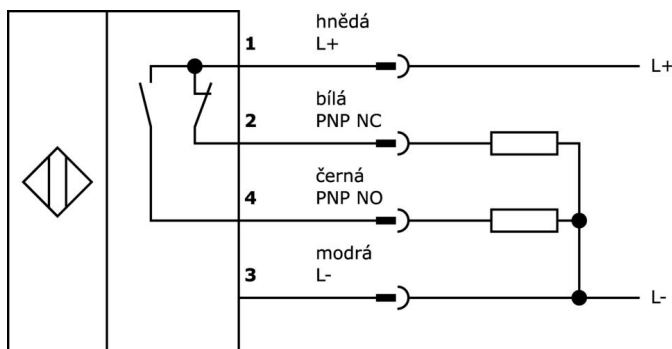 hnědá
1 L+
L+
bílá
2 PNP NC
černá
4 PNP NO
modrá
3 L-
L-